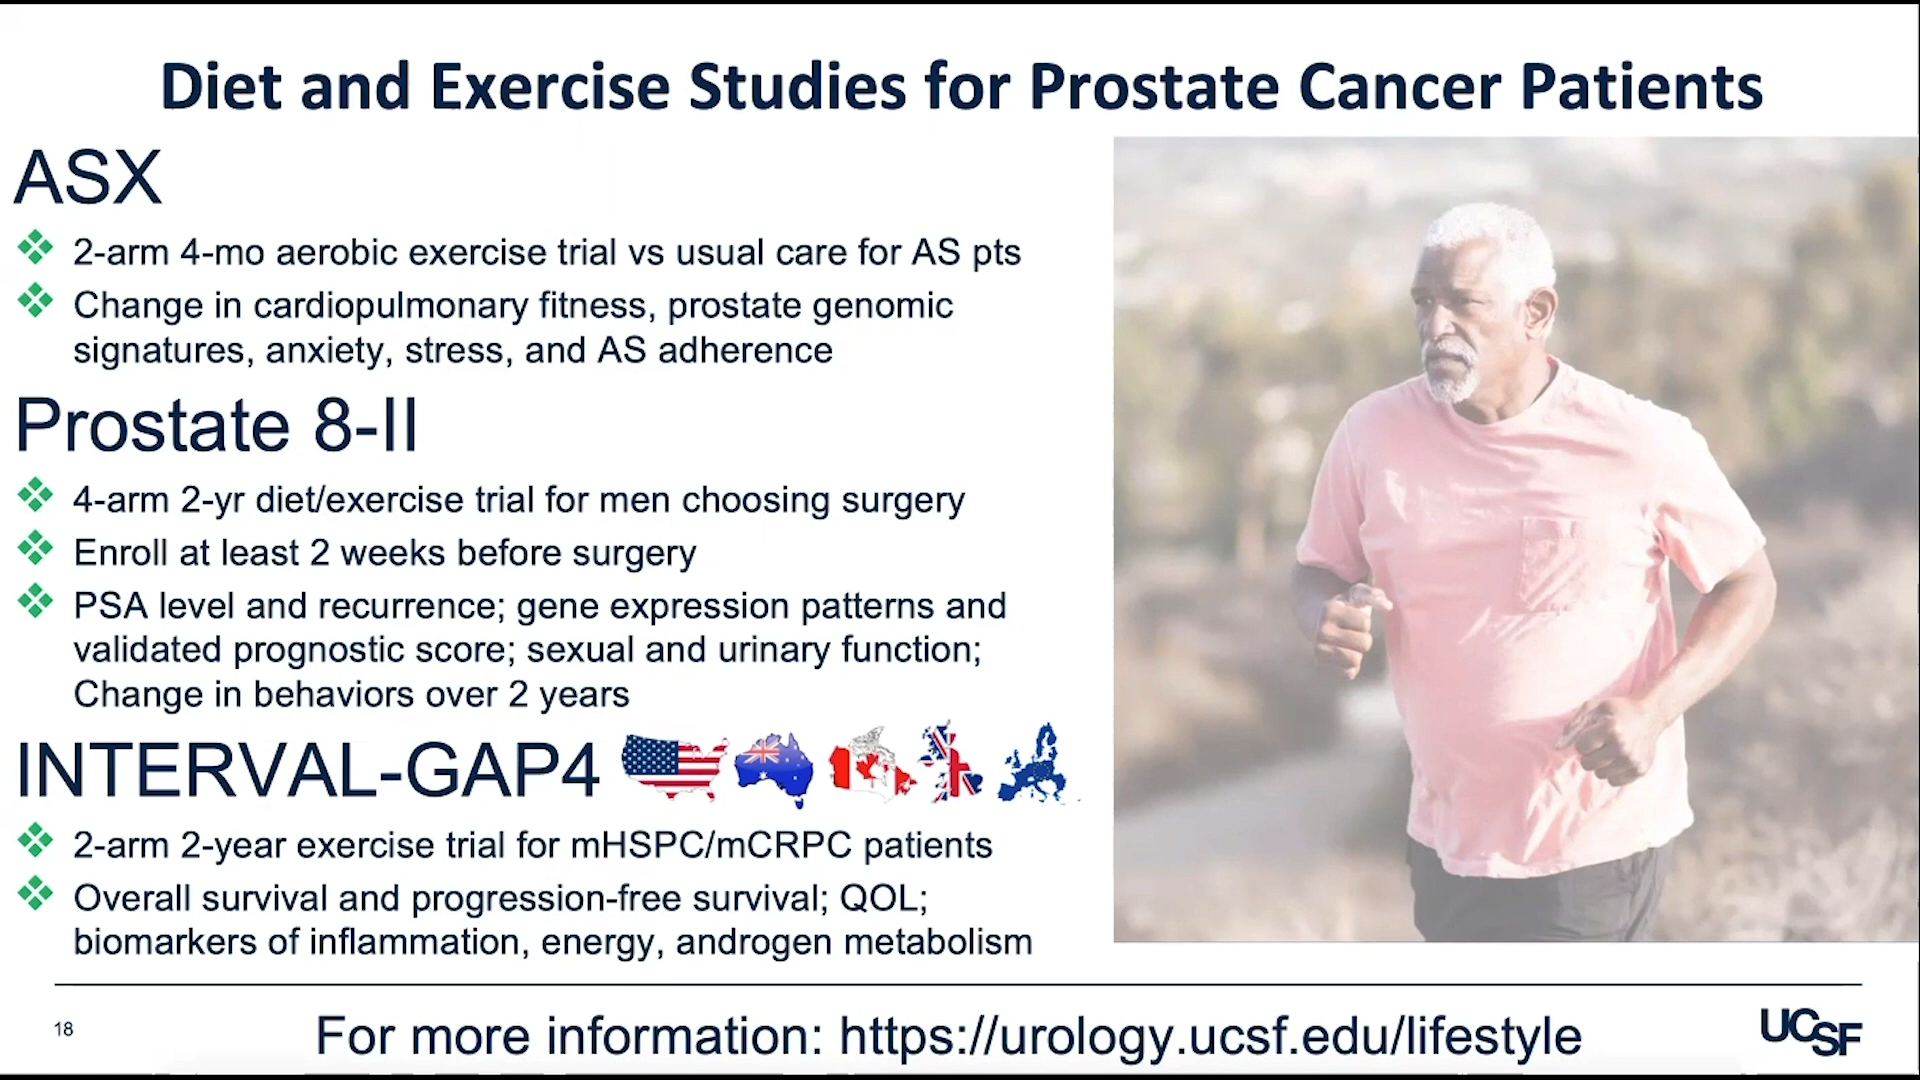 Diet and Exercise Studies for Prostate Cancer Patients
ASX
2-arm 4-mo aerobic exercise trial vs usual care for AS pts
Change in cardiopulmonary fitness, prostate genomic
signatures, anxiety, stress, and AS adherence
Prostate 8-II
4-arm 2-yr diet/exercise trial for men choosing surgery
Enroll at least 2 weeks before surgery
PSA level and recurrence; gene expression patterns and
validated prognostic score; sexual and urinary function;
Change in behaviors over 2 years
INTERVAL-GAP4
2-arm 2-year exercise trial for mHSPC/mCRPC patients
Overall survival and progression-free survival; QOL;
biomarkers of inflammation, energy, androgen metabolism
18
For more information: https://urology.ucsf.edu/lifestyle
UCSF